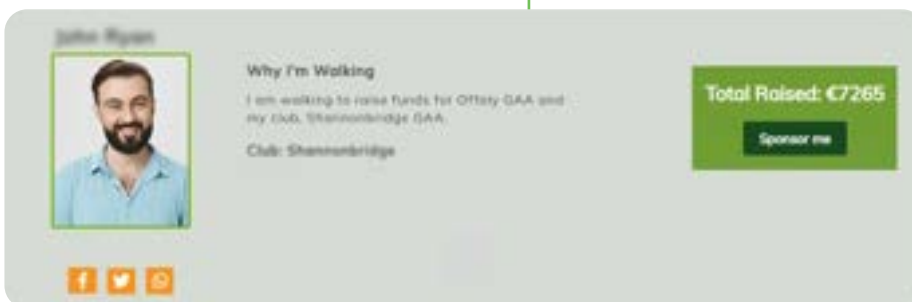 John Ryan
Why I'm Walking
I am walking to raise funds for Offaly GAA and
my club, Shannonbridge GAA.
Club: Shannonbridge
Total Raised: €7265
Sponsor me